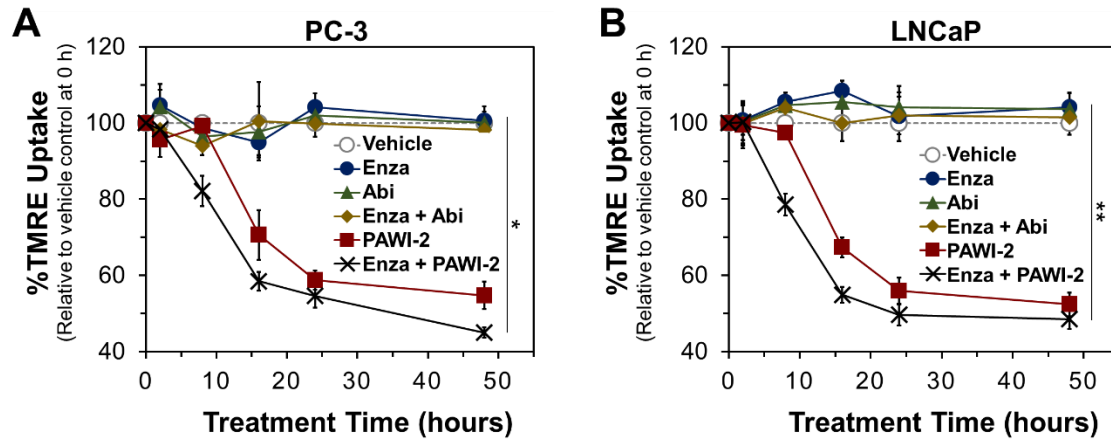 A
PC-3
%TMRE Uptake
(Relative to vehicle control at 0 h)
120
100
80
60
40
Vehicle
Enza
Abi
Enza + Abi
PAWI-2
Enza + PAWI-2
*
0
10
20
30
40
50
Treatment Time (hours)
B
LNCaP
%TMRE Uptake
(Relative to vehicle control at 0 h)
120
100
80
60
40
Vehicle
Enza
Abi
Enza + Abi
PAWI-2
Enza + PAWI-2
**
0
10
20
30
40
50
Treatment Time (hours)